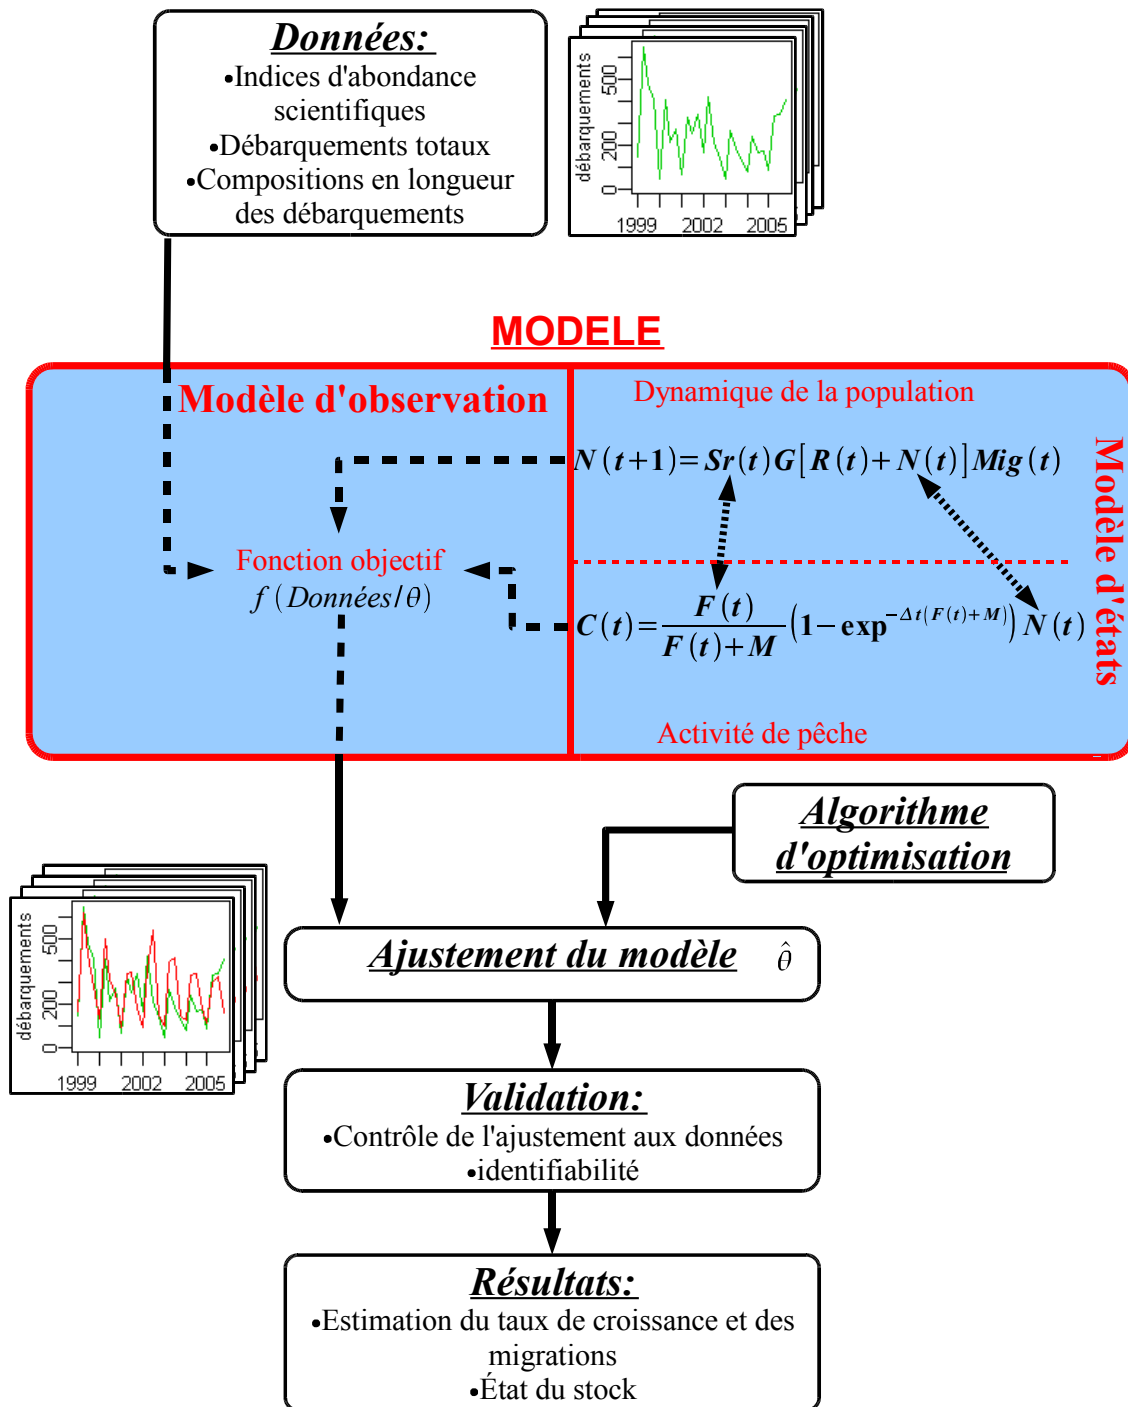 Données:
•Indices d'abondance
scientifiques
•Débarquements totaux
•Compositions en longueur
des débarquements
débarquements
0 200 500
1999 2002 2005
MODELE
Modèle d'observation
Dynamique de la population
N(t+1)=Sr(t)G[R(t)+N(t)]Mig(t)
Modèle d'états
Fonction objectif
f(Données/θ)
C(t)=F(t)/F(t)+M (1−exp^−Δt(F(t)+M))N(t)
Activité de pêche
Algorithme
d'optimisation
débarquements
0 200 500
1999 2002 2005
Ajustement du modèle θ̂
Validation:
•Contrôle de l'ajustement aux données
•identifiabilité
Résultats:
•Estimation du taux de croissance et des
migrations
•État du stock